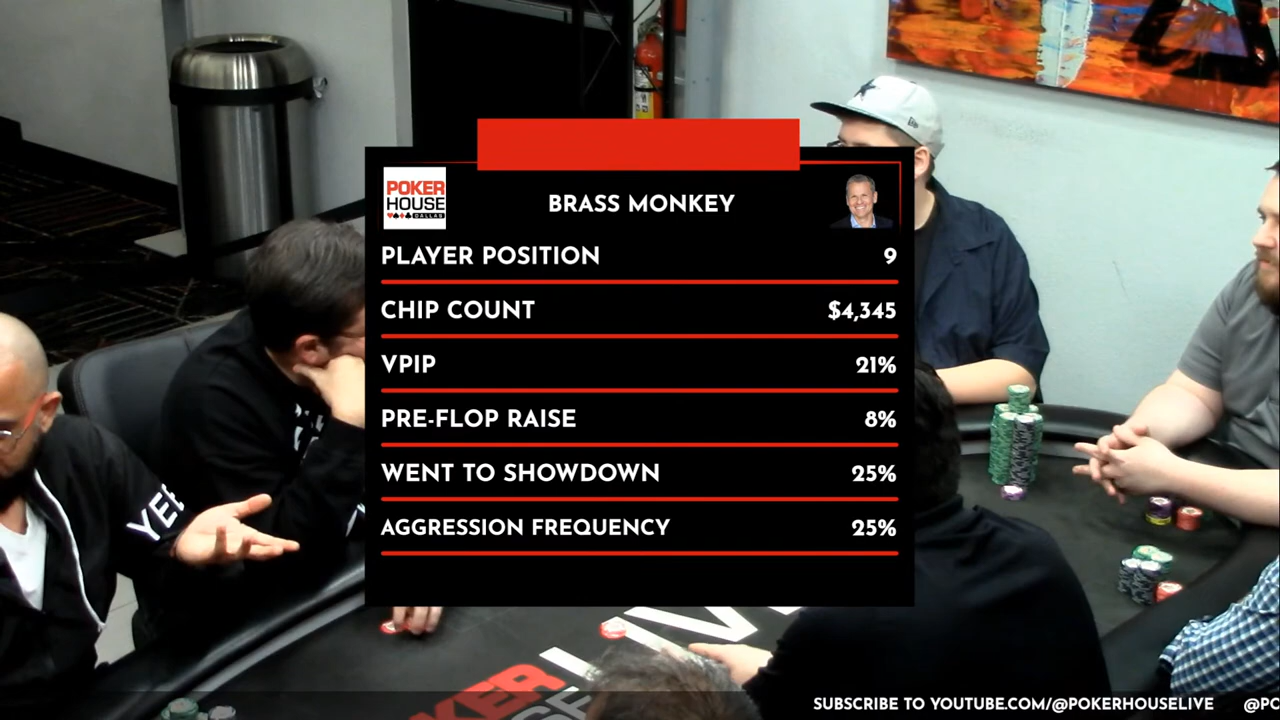 POKER
HOUSE
DALLAS
BRASS MONKEY
PLAYER POSITION 9
CHIP COUNT $4,345
VPIP 21%
PRE-FLOP RAISE 8%
WENT TO SHOWDOWN 25%
AGGRESSION FREQUENCY 25%
SUBSCRIBE TO YOUTUBE.COM/@POKERHOUSELIVE @PO